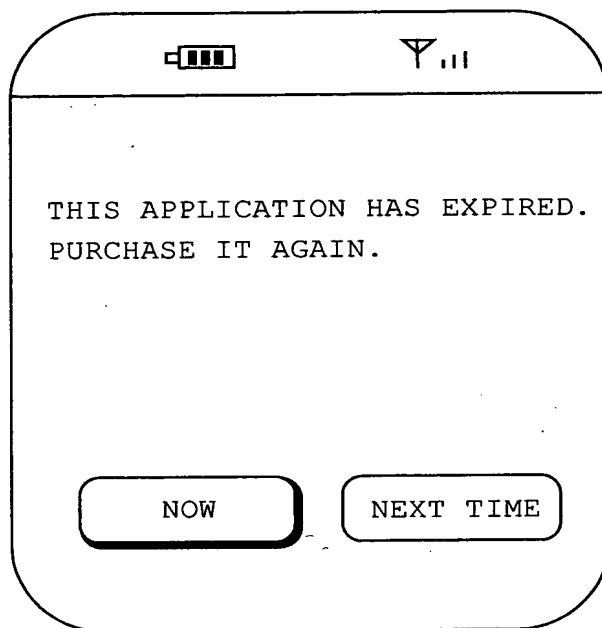 THIS APPLICATION HAS EXPIRED.
PURCHASE IT AGAIN.
NOW
NEXT TIME